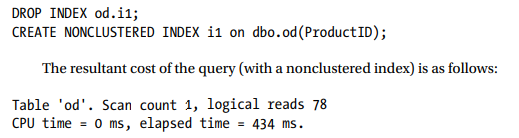 DROP INDEX od.i1;
CREATE NONCLUSTERED INDEX i1 on dbo.od(ProductID);
The resultant cost of the query (with a nonclustered index) is as follows:
Table 'od'. Scan count 1, logical reads 78
CPU time = 0 ms, elapsed time = 434 ms.